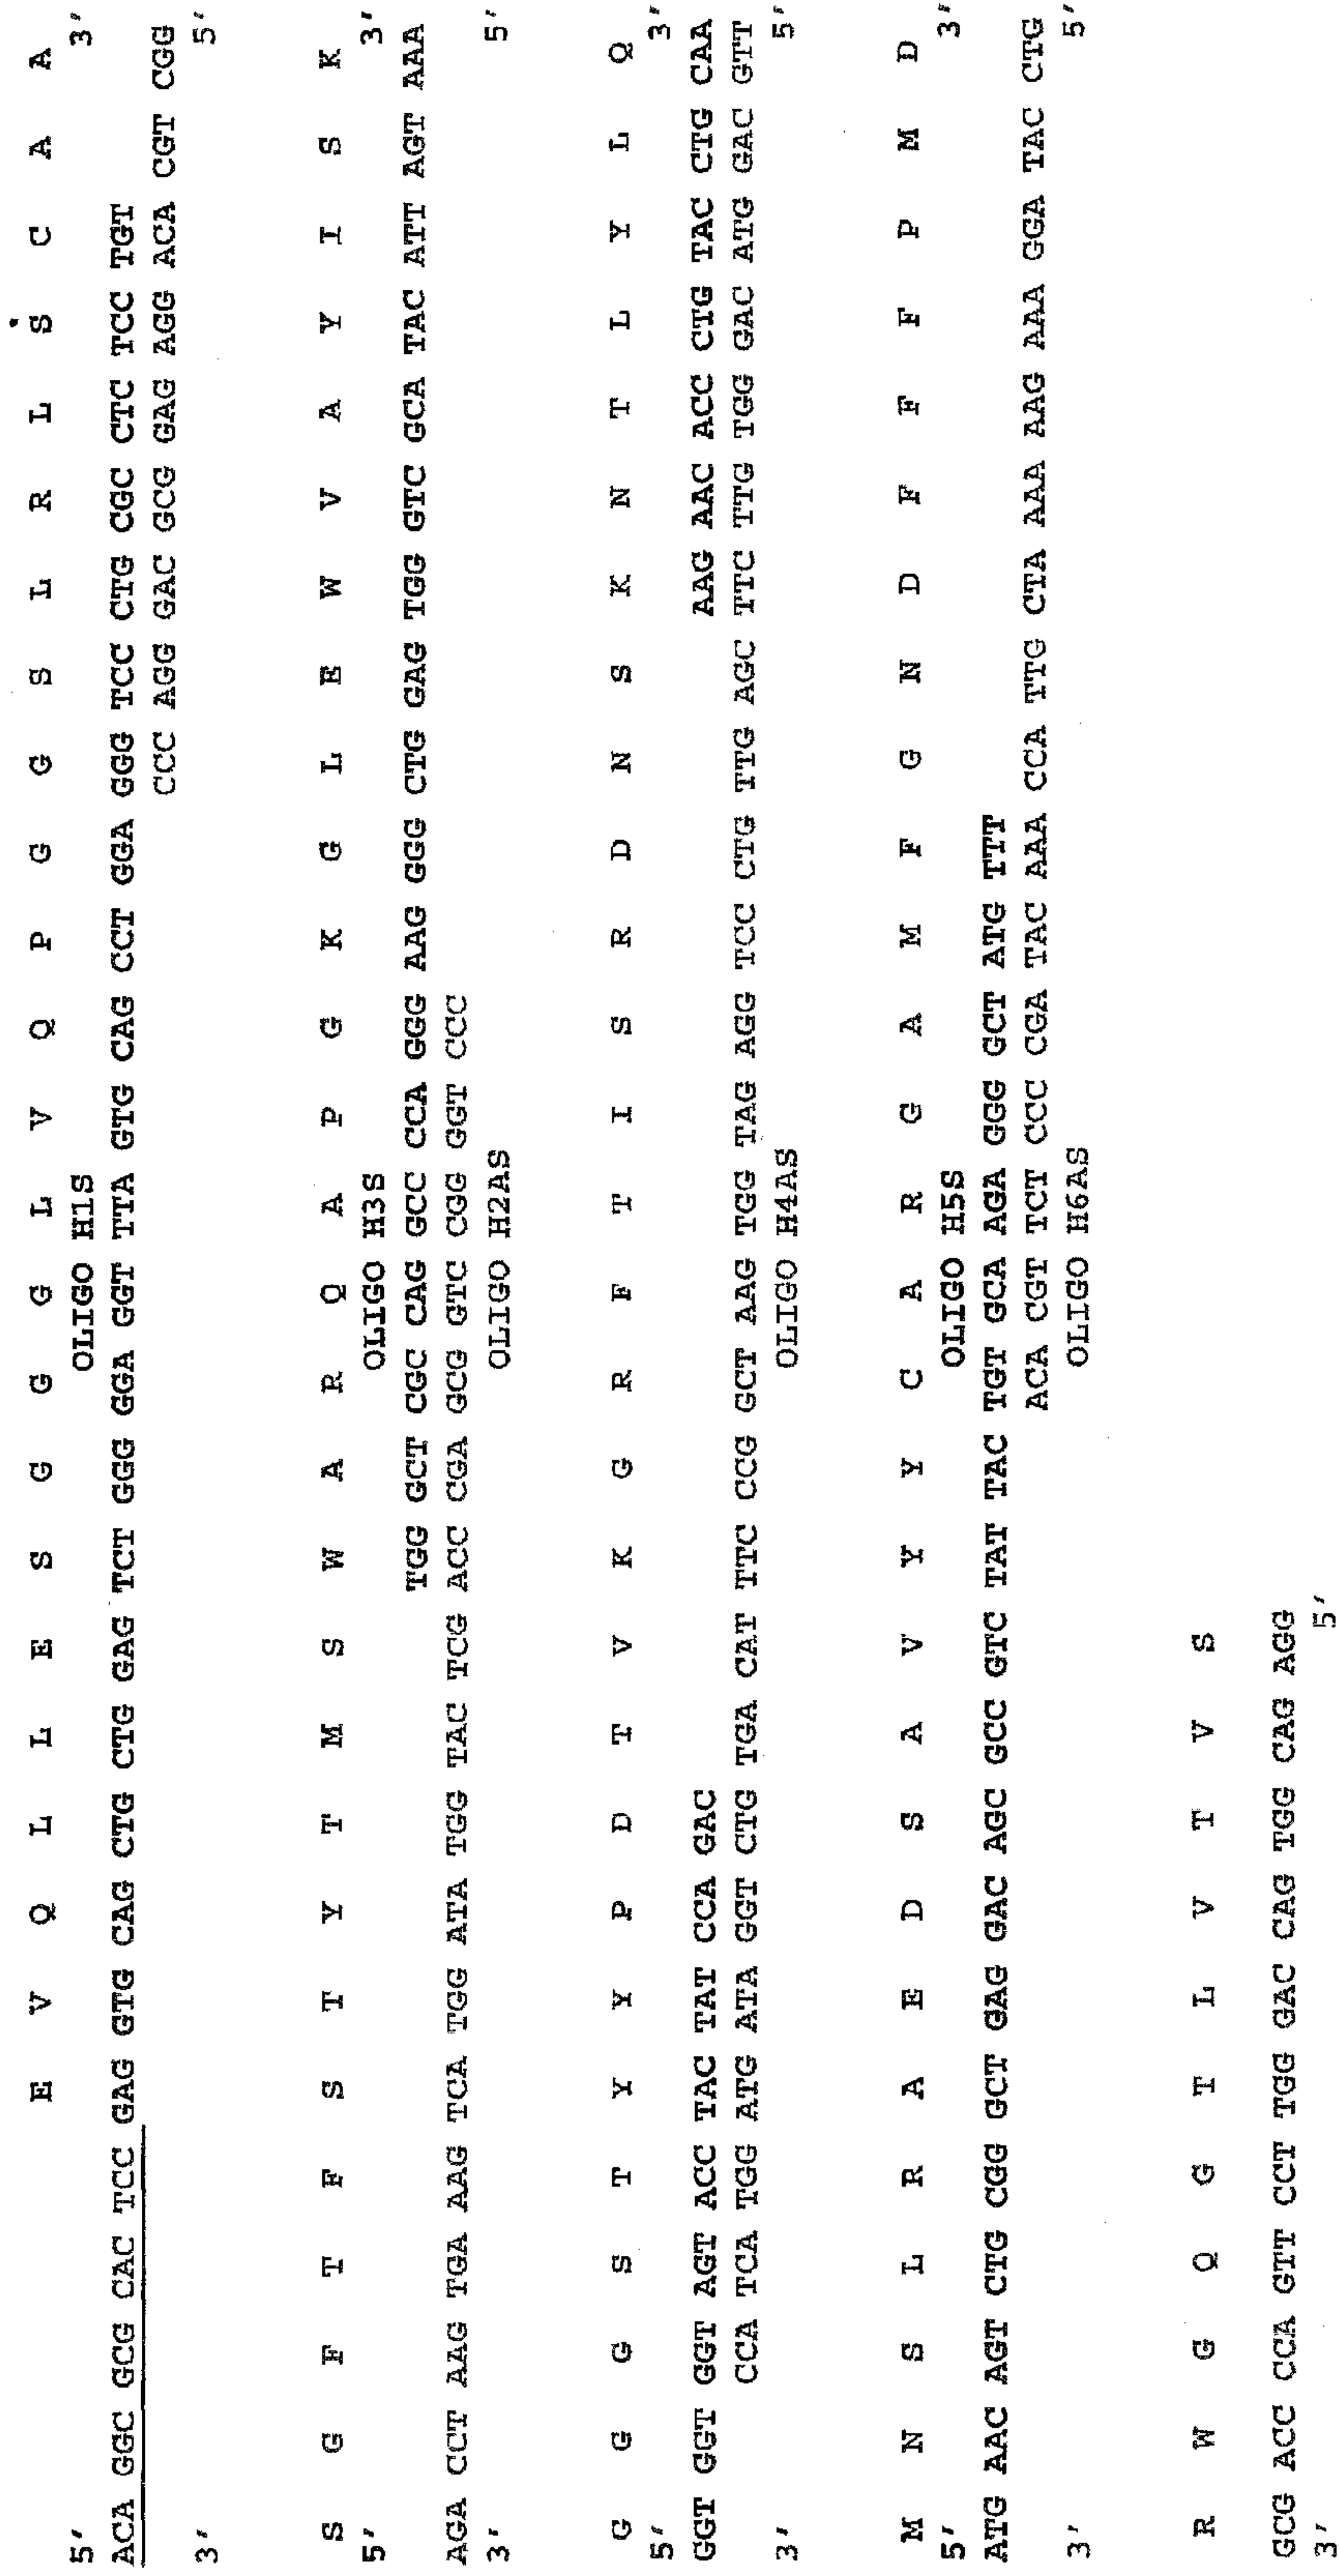 E V Q L L E S G G G L V Q P G G S L R L S C A A
5' OLIGO H1S 3'
ACA GGC GCG CAC TCC GAG GTG CAG CTG CTG GAG TCT GGG GGA GGT TTA GTG CAG CCT GGA GGG TCC CTG CGC CTC TCC TGT
CCC AGG GAC GCG GAG AGG ACA CGT CGG
3' 5'
S G F T F S T Y T M S W A R Q A P G K G L E W V A Y I S K
5' OLIGO H3S 3'
TGG GCT CGC CAG GCC CCA GGG AAG GGG CTG GAG TGG GTC GCA TAC ATT AGT AAA
AGA CCT AAG TGA AAG TCA TGG ATA TGG TAC TCG ACC CGA GCG GTC CGG GGT CCC
3' OLIGO H2AS 5'
G G G S T Y Y P D T V K G R F T I S R D N S K N T L Y L Q
5' 3'
GGT GGT GGT AGT ACC TAC TAT CCA GAC AAG AAC ACC CTG TAC CTG CAA
CCA TCA TGG ATG ATA GGT CTG TGA CAT TTC CCG GCT AAG TGG TAG AGG TCC CTG TTG AGC TTC TTG TGG GAC ATG GAC GTT
3' OLIGO H4AS 5'
M N S L R A E D S A V Y Y C A R G A M F G N D F F F P M D
5' OLIGO H5S 3'
ATG AAC AGT CTG CGG GCT GAG GAC AGC GCC GTC TAT TAC TGT GCA AGA GGG GCT ATG TTT
ACA CGT TCT CCC CGA TAC AAA CCA TTG CTA AAA AAG AAA GGA TAC CTG
3' OLIGO H6AS 5'
R W G Q G T L V T V S
GCG ACC CCA GTT CCT TGG GAC CAG TGG CAG AGG
3' 5'